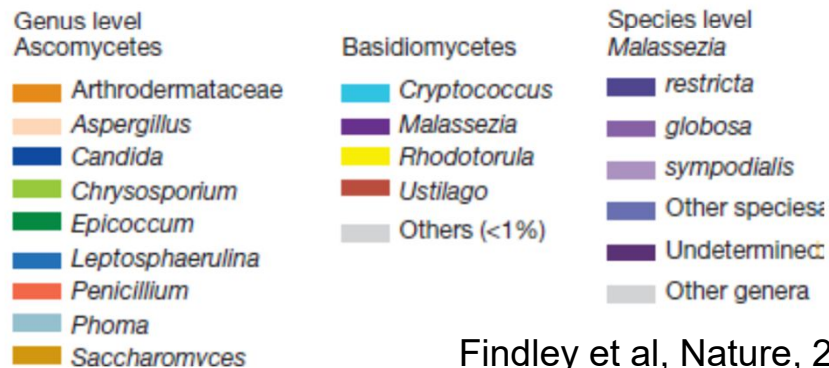 Genus level
Ascomycetes
Arthrodermataceae
Aspergillus
Candida
Chrysosporium
Epicoccum
Leptosphaerulina
Penicillium
Phoma
Saccharomyces
Basidiomycetes
Cryptococcus
Malassezia
Rhodotorula
Ustilago
Others (<1%)
Species level
Malassezia
restricta
globosa
sympodialis
Other species
Undetermined
Other genera
Findley et al, Nature, 2